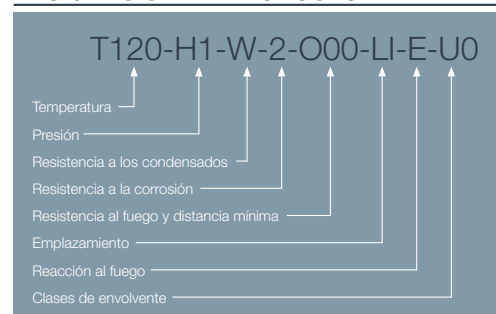 T120-H1-W-2-O00-LI-E-U0
Temperatura
Presión
Resistencia a los condensados
Resistencia a la corrosión
Resistencia al fuego y distancia mínima
Emplazamiento
Reacción al fuego
Clases de envolvente